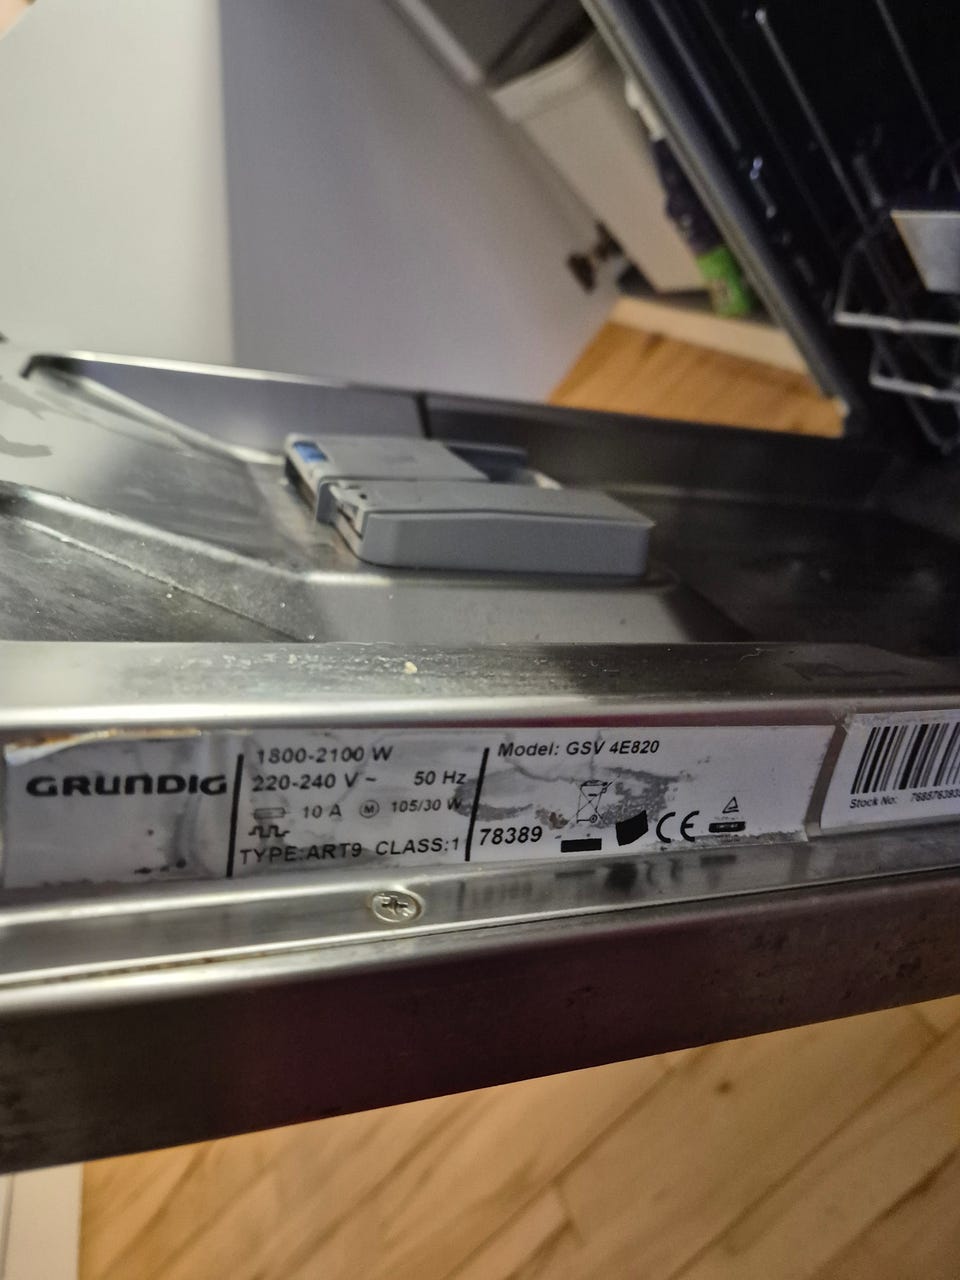 GRUNDIG
1800-2100 W
220-240 V ~ 50 Hz
10 A M 105/30 W
TYPE:ART9 CLASS:1
Model: GSV 4E820
78389
CE
Stock No: